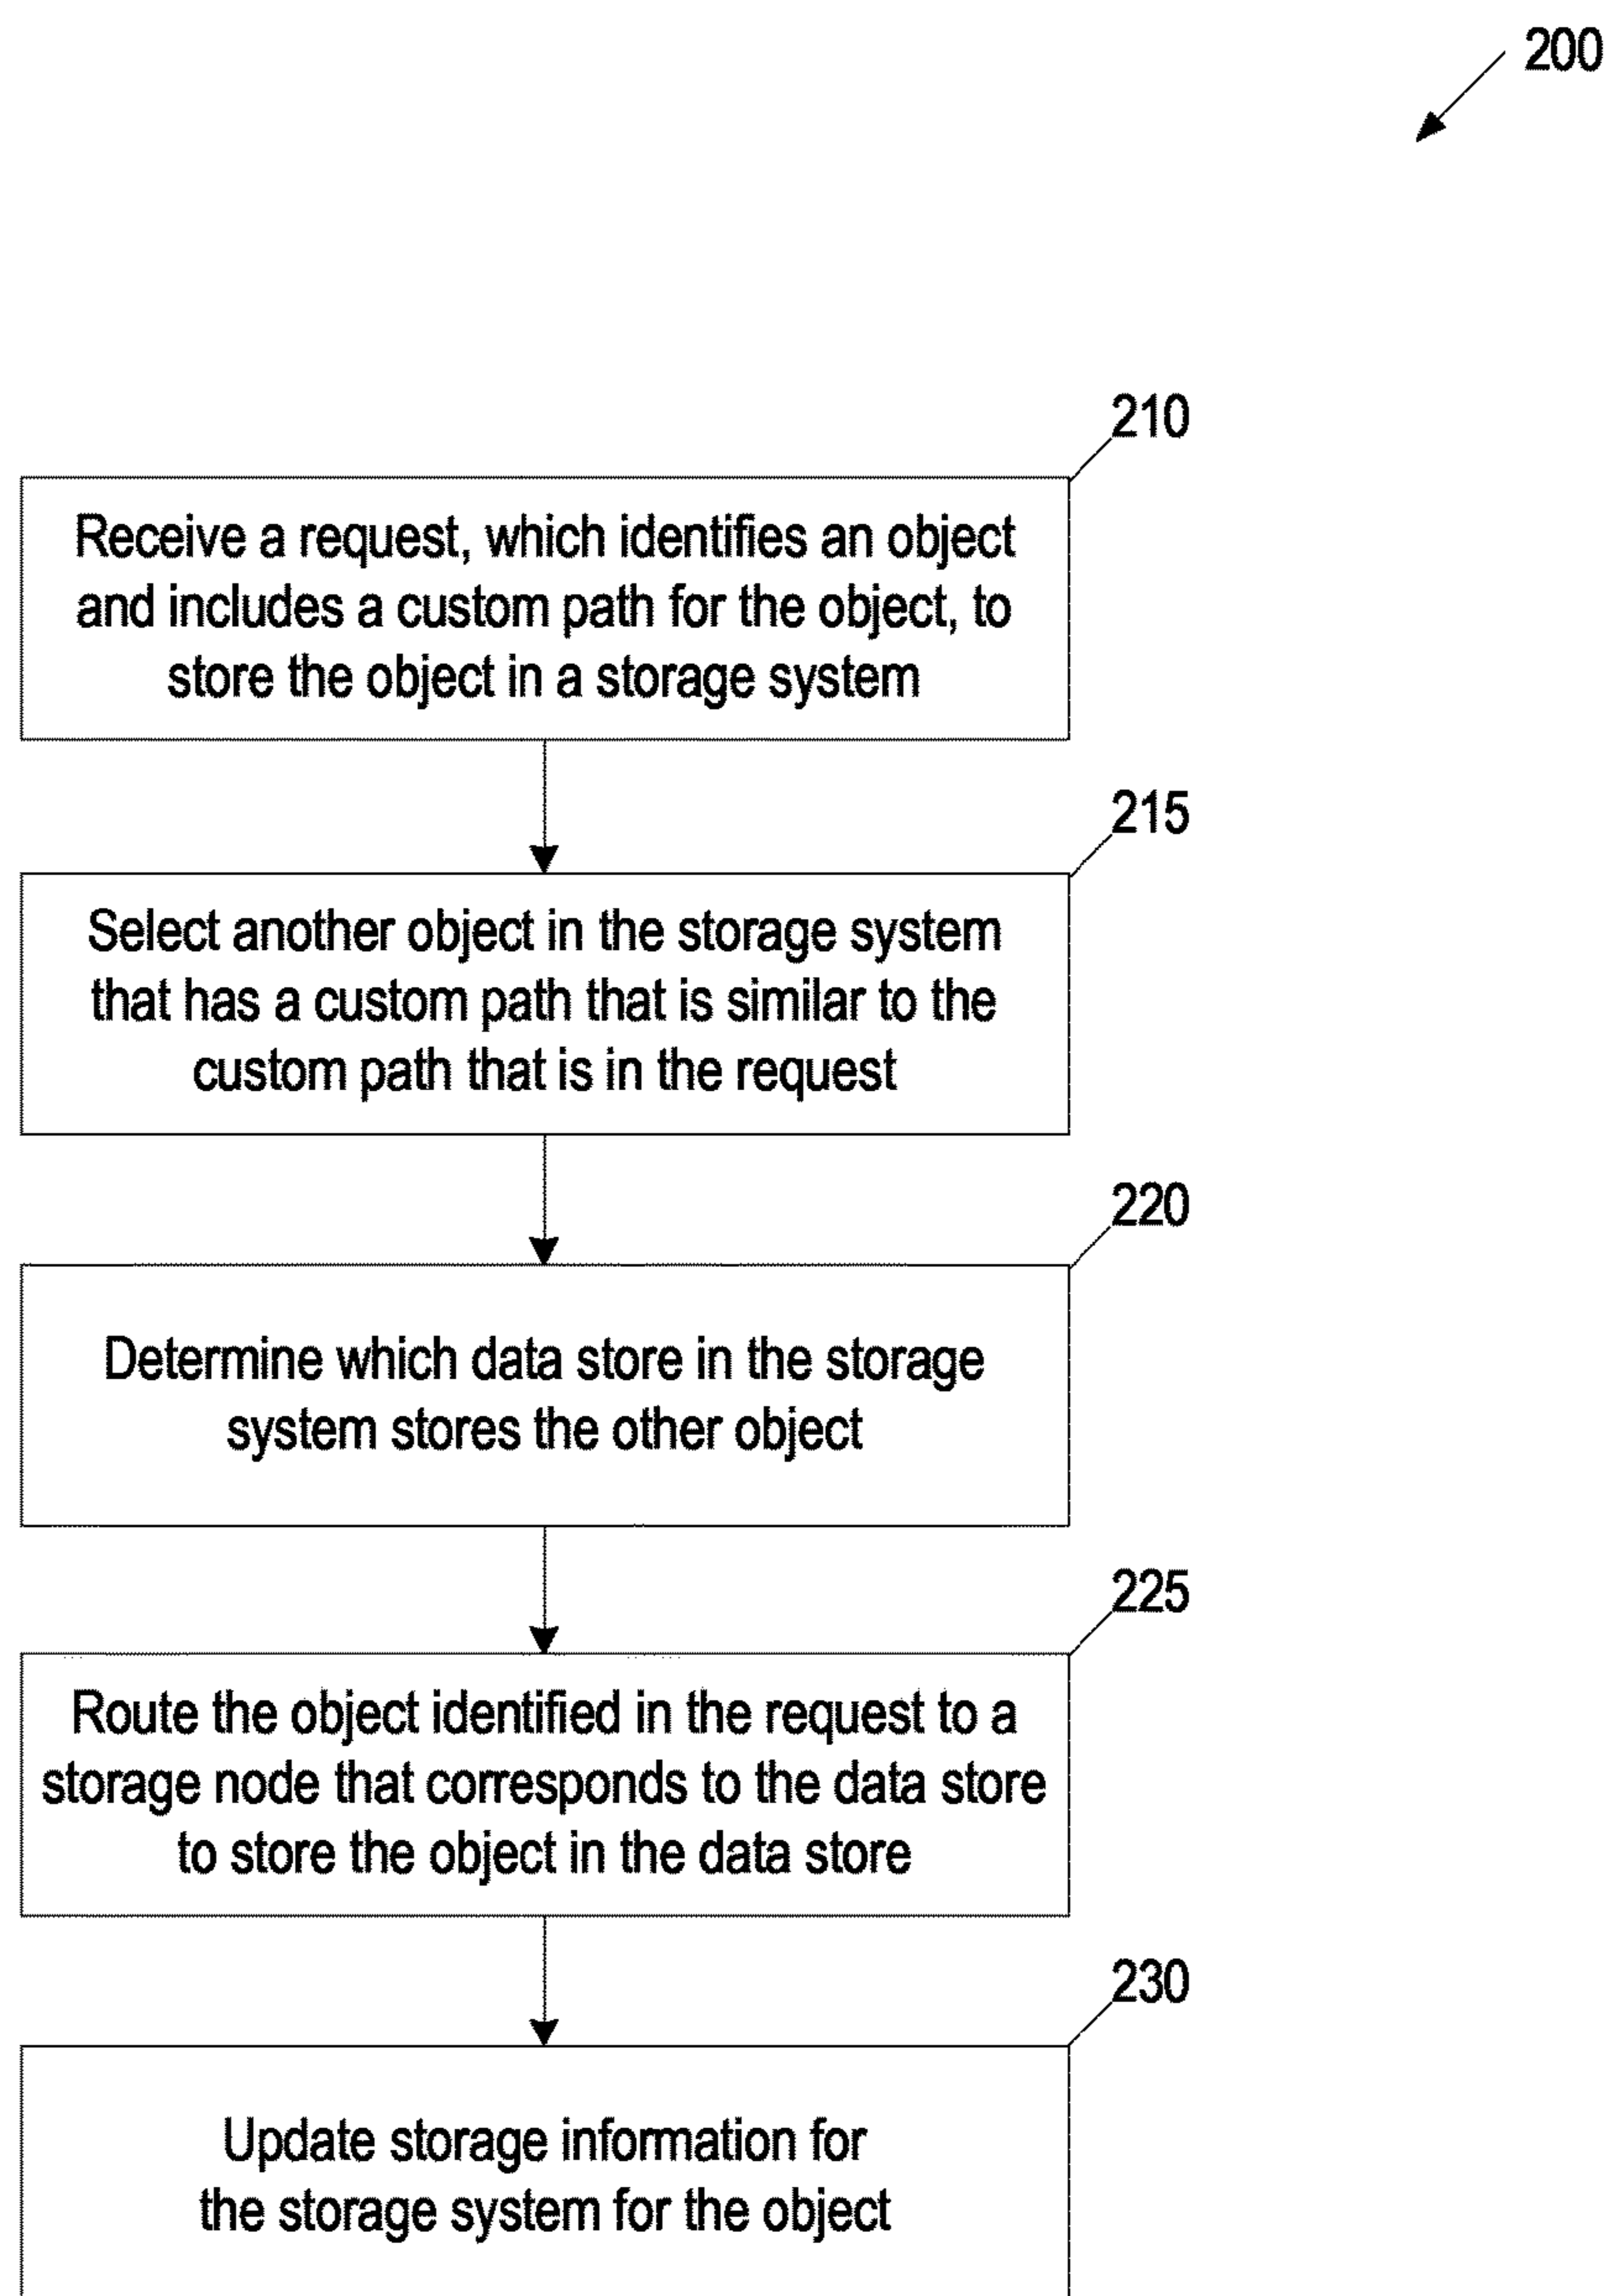 200
210
Receive a request, which identifies an object
and includes a custom path for the object, to
store the object in a storage system
215
Select another object in the storage system
that has a custom path that is similar to the
custom path that is in the request
220
Determine which data store in the storage
system stores the other object
225
Route the object identified in the request to a
storage node that corresponds to the data store
to store the object in the data store
230
Update storage information for
the storage system for the object